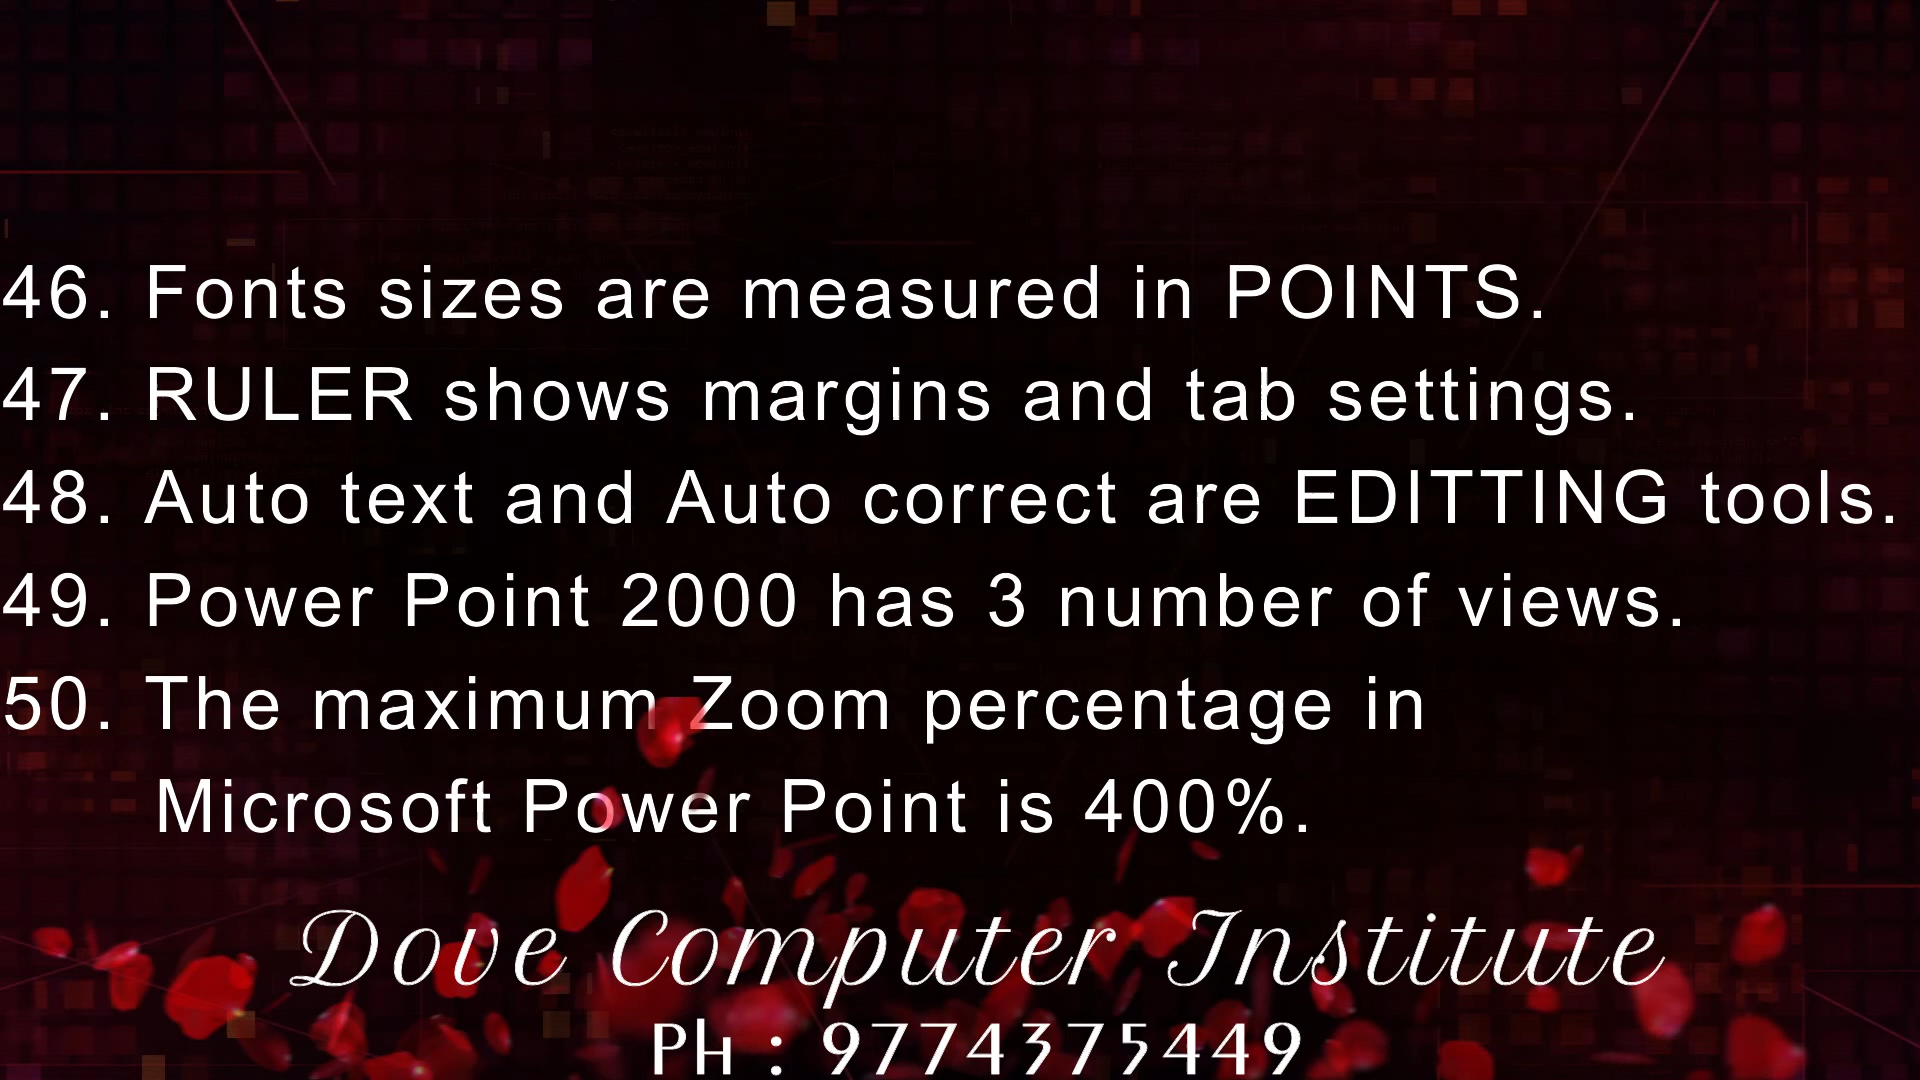 46. Fonts sizes are measured in POINTS.
47. RULER shows margins and tab settings.
48. Auto text and Auto correct are EDITTING tools.
49. Power Point 2000 has 3 number of views.
50. The maximum Zoom percentage in
Microsoft Power Point is 400%.
Dove Computer Institute
Ph : 9774375449